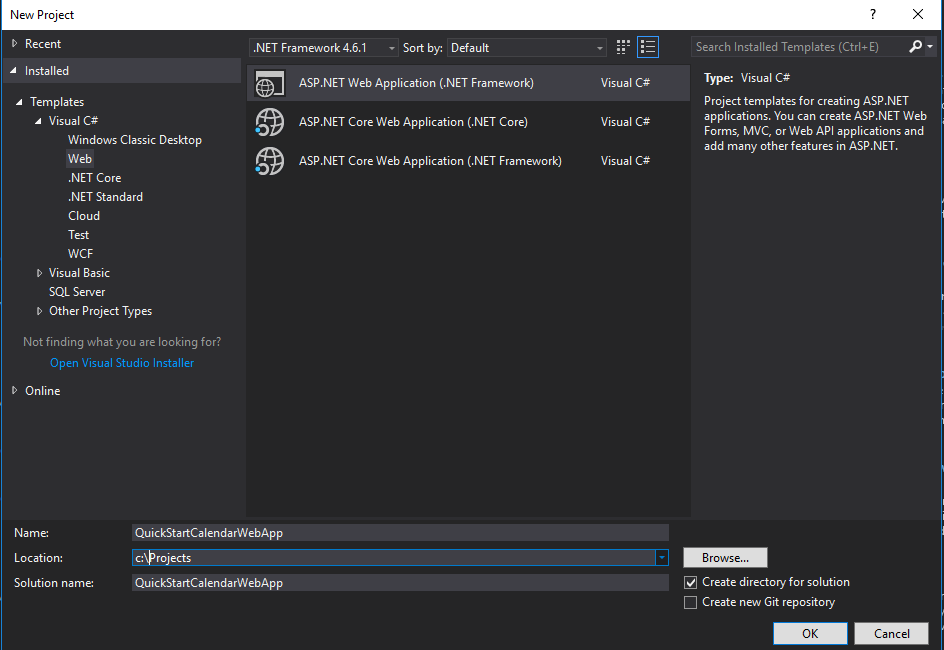 New Project
?
Recent
Installed
Templates
Visual C#
Windows Classic Desktop
Web
.NET Core
.NET Standard
Cloud
Test
WCF
Visual Basic
SQL Server
Other Project Types
Not finding what you are looking for?
Open Visual Studio Installer
Online
.NET Framework 4.6.1 Sort by: Default
ASP.NET Web Application (.NET Framework) Visual C#
ASP.NET Core Web Application (.NET Core) Visual C#
ASP.NET Core Web Application (.NET Framework) Visual C#
Search Installed Templates (Ctrl+E)
Type: Visual C#
Project templates for creating ASP.NET
applications. You can create ASP.NET Web
Forms, MVC, or Web API applications and
add many other features in ASP.NET.
Name: QuickStartCalendarWebApp
Location: c:\Projects
Browse...
Solution name: QuickStartCalendarWebApp
Create directory for solution
Create new Git repository
OK Cancel